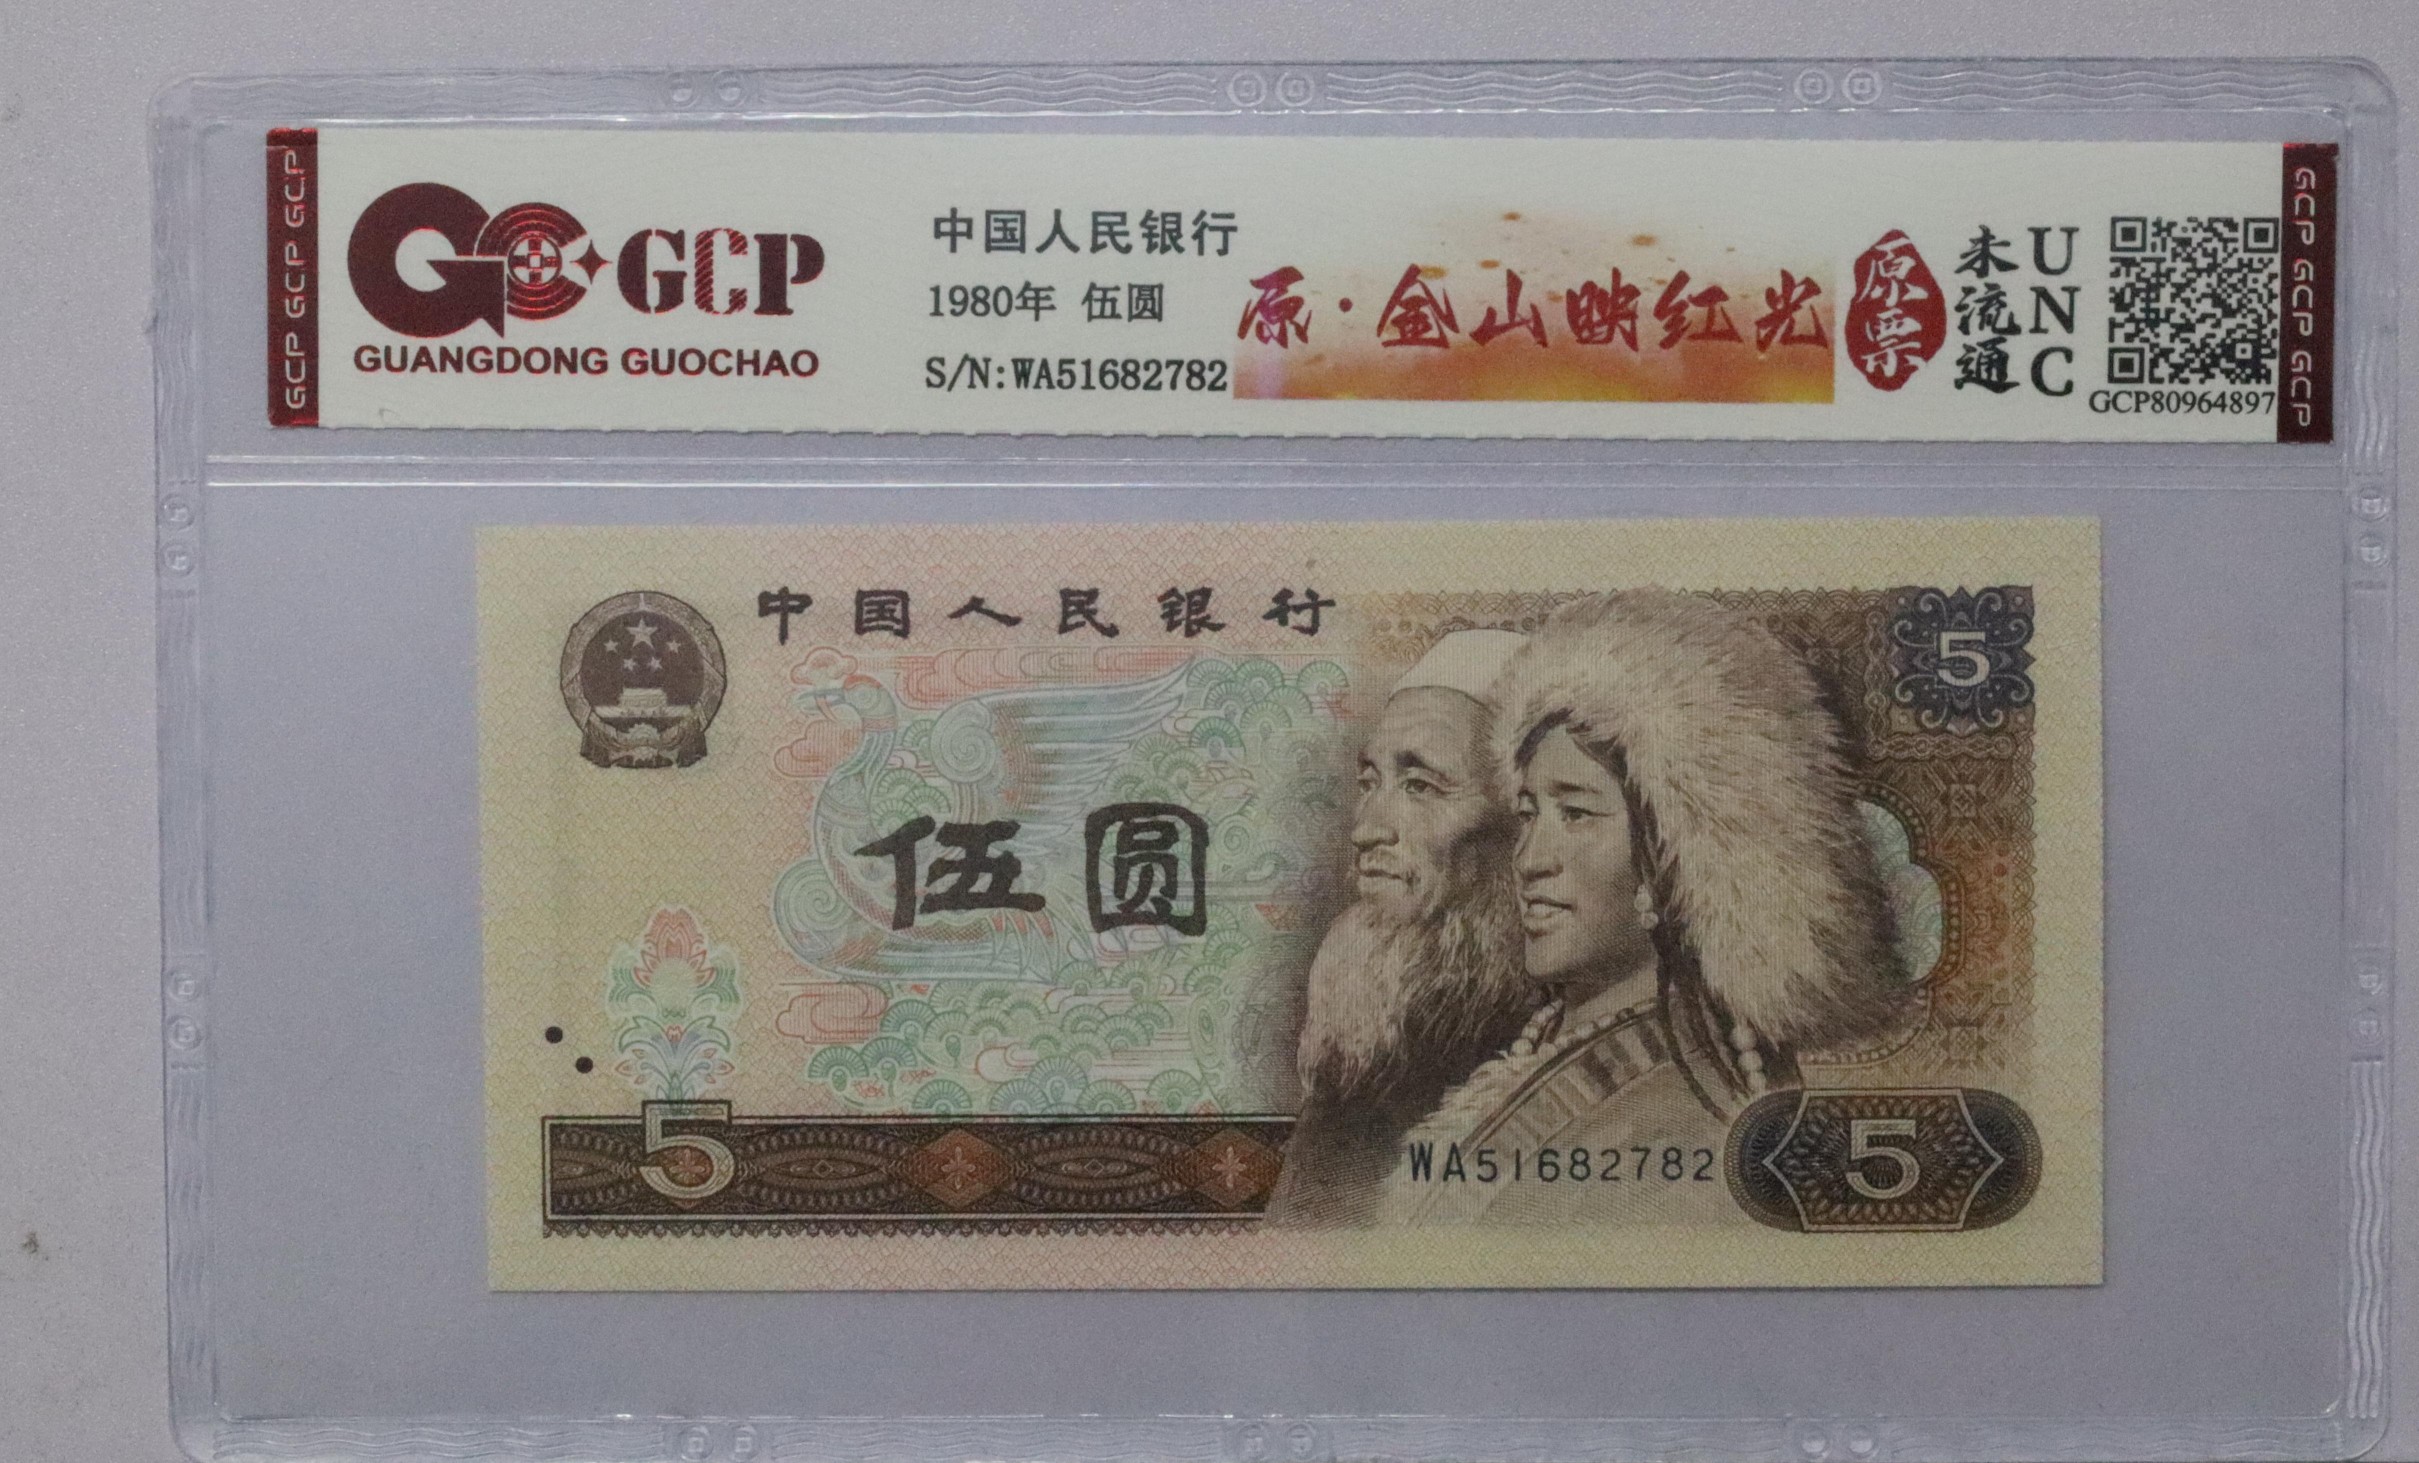 GCP GCP GCP
GCP
GUANGDONG GUOCHAO
中国人民银行
1980年 伍圆
S/N:WA51682782
原·金山映红光
原票
未流通
UNC
GCP80964897
GCP GCP GCP
中国人民银行
5
伍圆
5
WA51682782
5